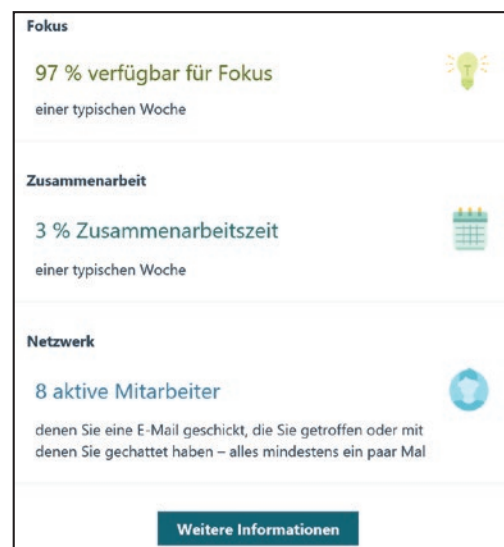 Fokus
97 % verfügbar für Fokus
einer typischen Woche
Zusammenarbeit
3 % Zusammenarbeitszeit
einer typischen Woche
Netzwerk
8 aktive Mitarbeiter
denen Sie eine E-Mail geschickt, die Sie getroffen oder mit
denen Sie gechattet haben – alles mindestens ein paar Mal
Weitere Informationen